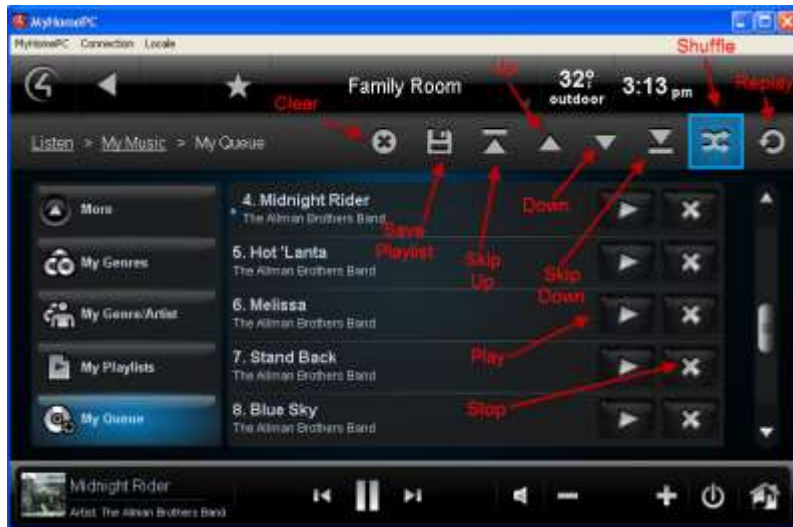 MyHomePC
MyHomePC Connection Locale
Shuffle
Family Room
32°
outdoor
3:13 pm
Up
Replay
Clear
Listen > My Music > My Queue
More
4. Midnight Rider
The Allman Brothers Band
Save
Playlist
Down
My Genres
5. Hot 'Lanta
The Allman Brothers Band
Skip
Up
Skip
Down
My Genre/Artist
6. Melissa
The Allman Brothers Band
My Playlists
7. Stand Back
The Allman Brothers Band
Play
My Queue
8. Blue Sky
The Allman Brothers Band
Stop
Midnight Rider
Artist: The Allman Brothers Band